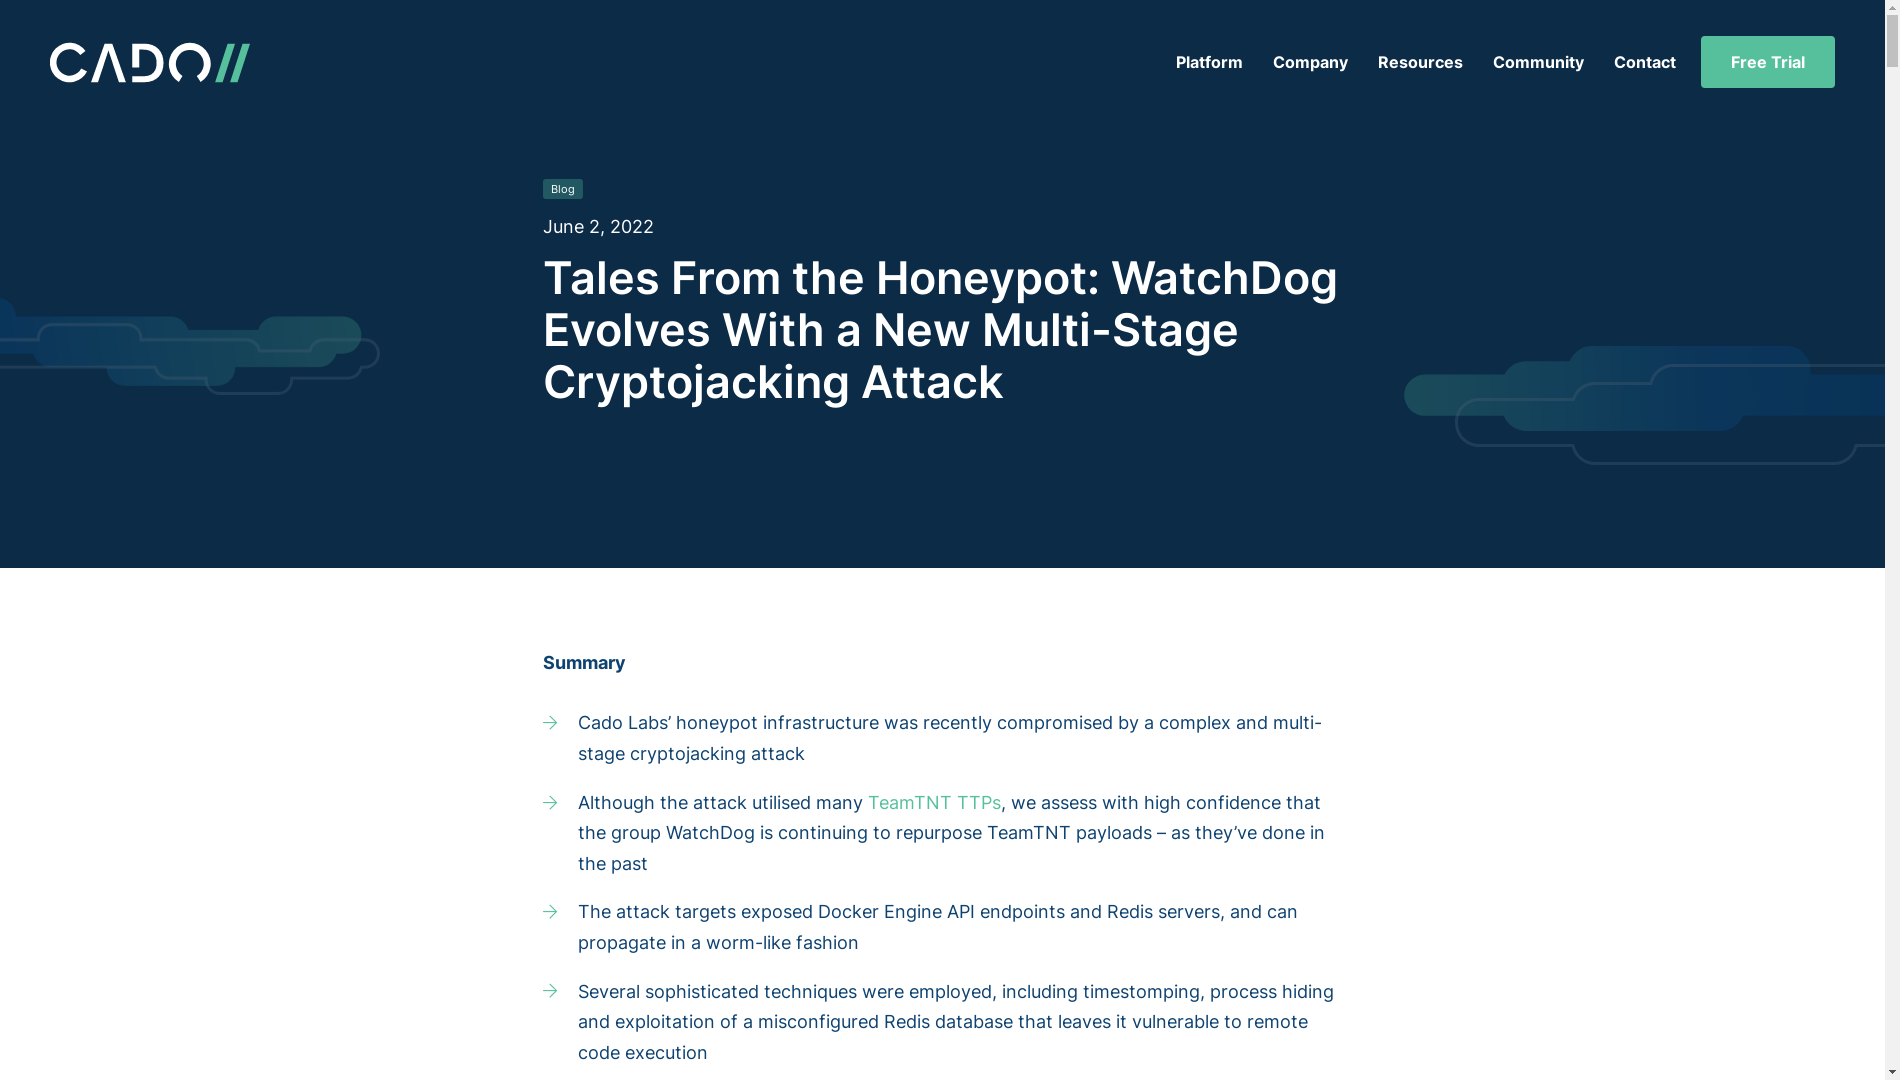 CADO//
Platform
Company
Resources
Community
Contact
Free Trial
Blog
June 2, 2022
Tales From the Honeypot: WatchDog
Evolves With a New Multi-Stage
Cryptojacking Attack
Summary
Cado Labs’ honeypot infrastructure was recently compromised by a complex and multi-
stage cryptojacking attack
Although the attack utilised many TeamTNT TTPs, we assess with high confidence that
the group WatchDog is continuing to repurpose TeamTNT payloads – as they’ve done in
the past
The attack targets exposed Docker Engine API endpoints and Redis servers, and can
propagate in a worm-like fashion
Several sophisticated techniques were employed, including timestomping, process hiding
and exploitation of a misconfigured Redis database that leaves it vulnerable to remote
code execution